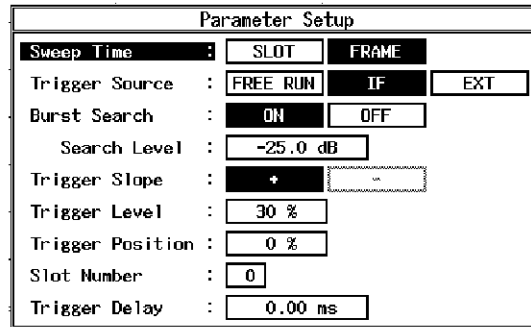 Parameter Setup
Sweep Time : SLOT FRAME
Trigger Source : FREE RUN IF EXT
Burst Search : ON OFF
Search Level : -25.0 dB
Trigger Slope : + -
Trigger Level : 30 %
Trigger Position : 0 %
Slot Number : 0
Trigger Delay : 0.00 ms